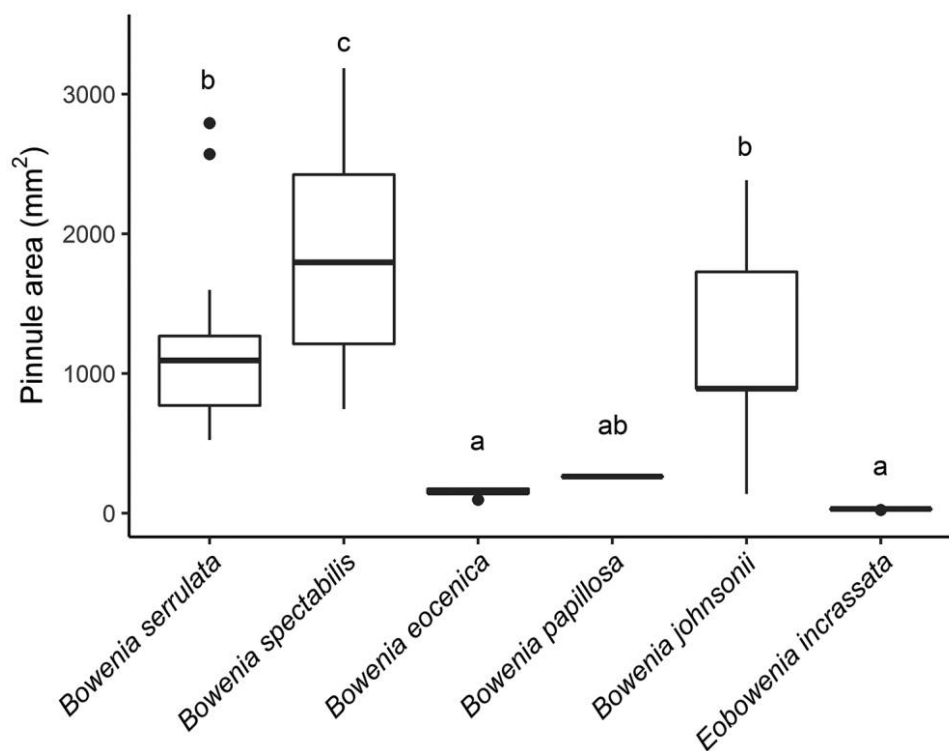 c
b
3000
b
2000
Pinnule area (mm²)
1000
ab
a
a
0
Bowenia serrulata
Bowenia spectabilis
Bowenia eocenica
Bowenia papillosa
Bowenia johnsonii
Eobowenia incrassata